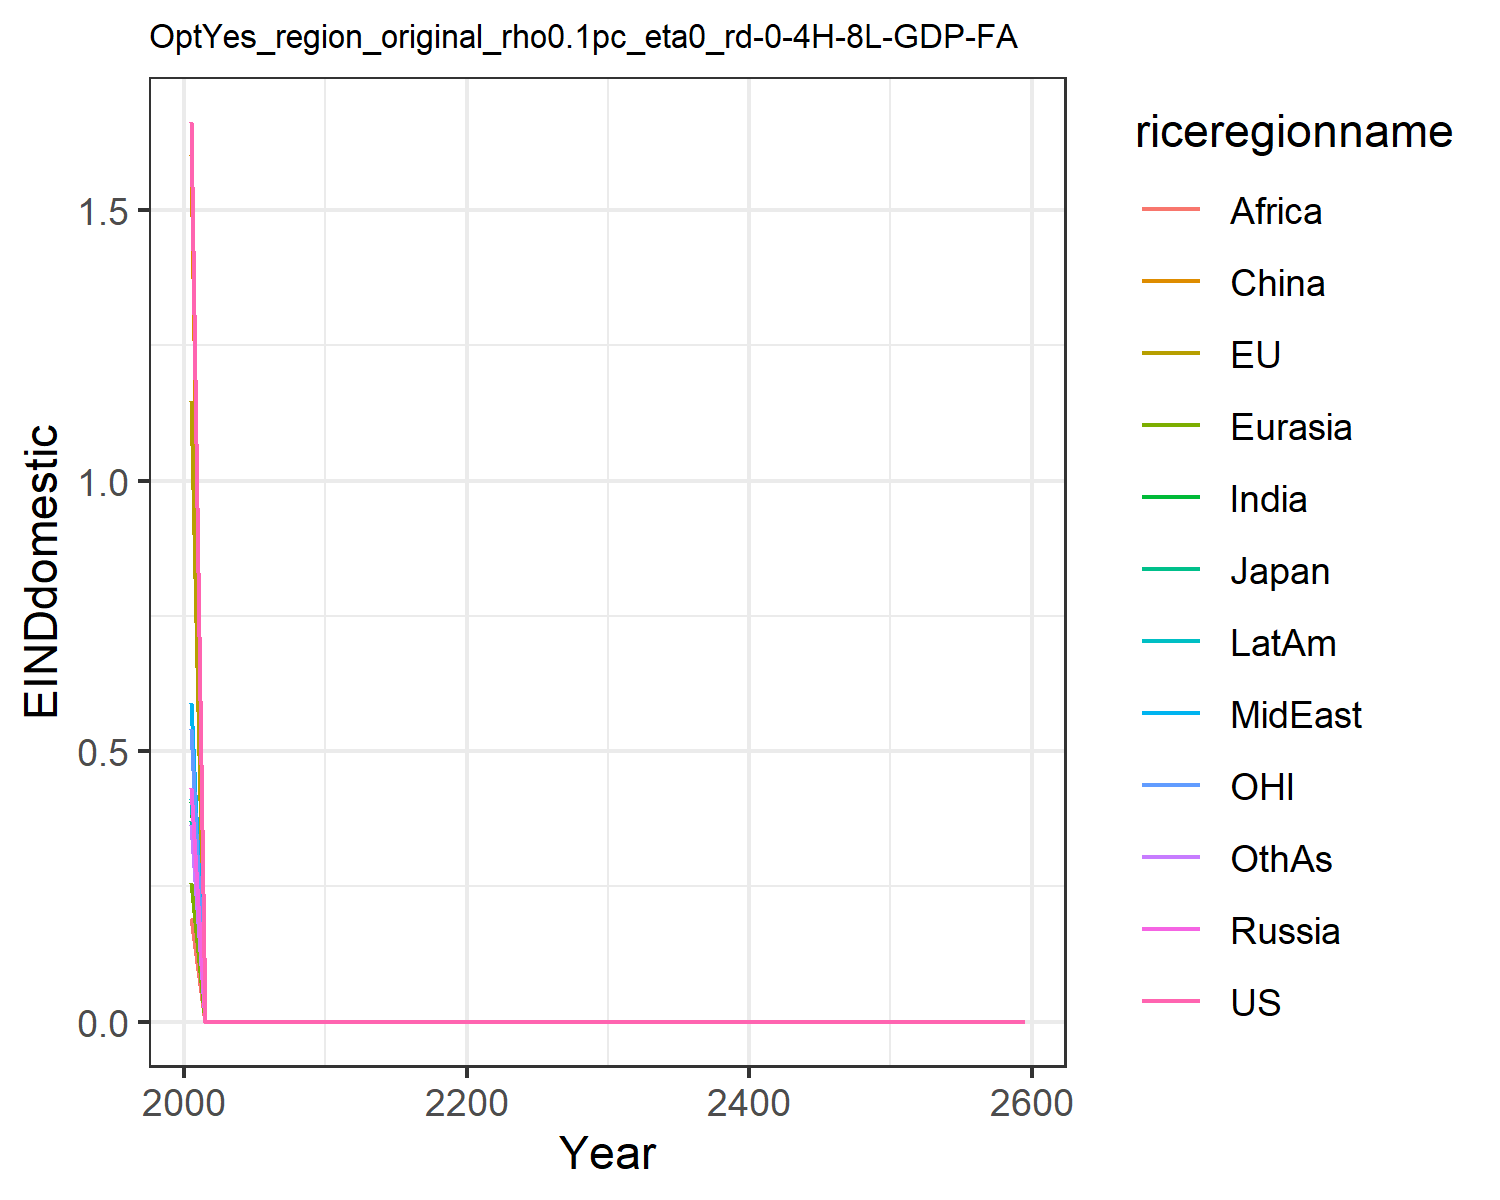 OptYes_region_original_rho0.1pc_eta0_rd-0-4H-8L-GDP-FA
EINDdomestic
1.5
1.0
0.5
0.0
2000
2200
2400
2600
Year
riceregionname
Africa
China
EU
Eurasia
India
Japan
LatAm
MidEast
OHI
OthAs
Russia
US